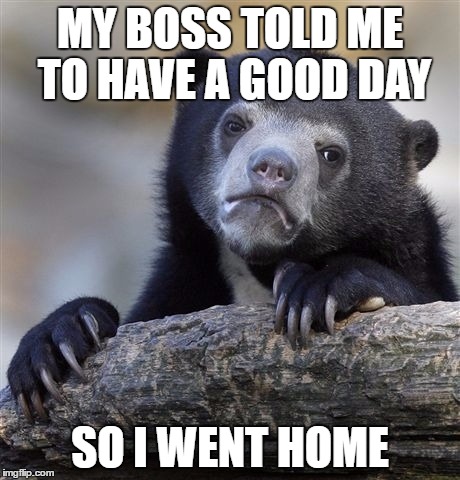 MY BOSS TOLD ME
TO HAVE A GOOD DAY
SO I WENT HOME
imgflip.com